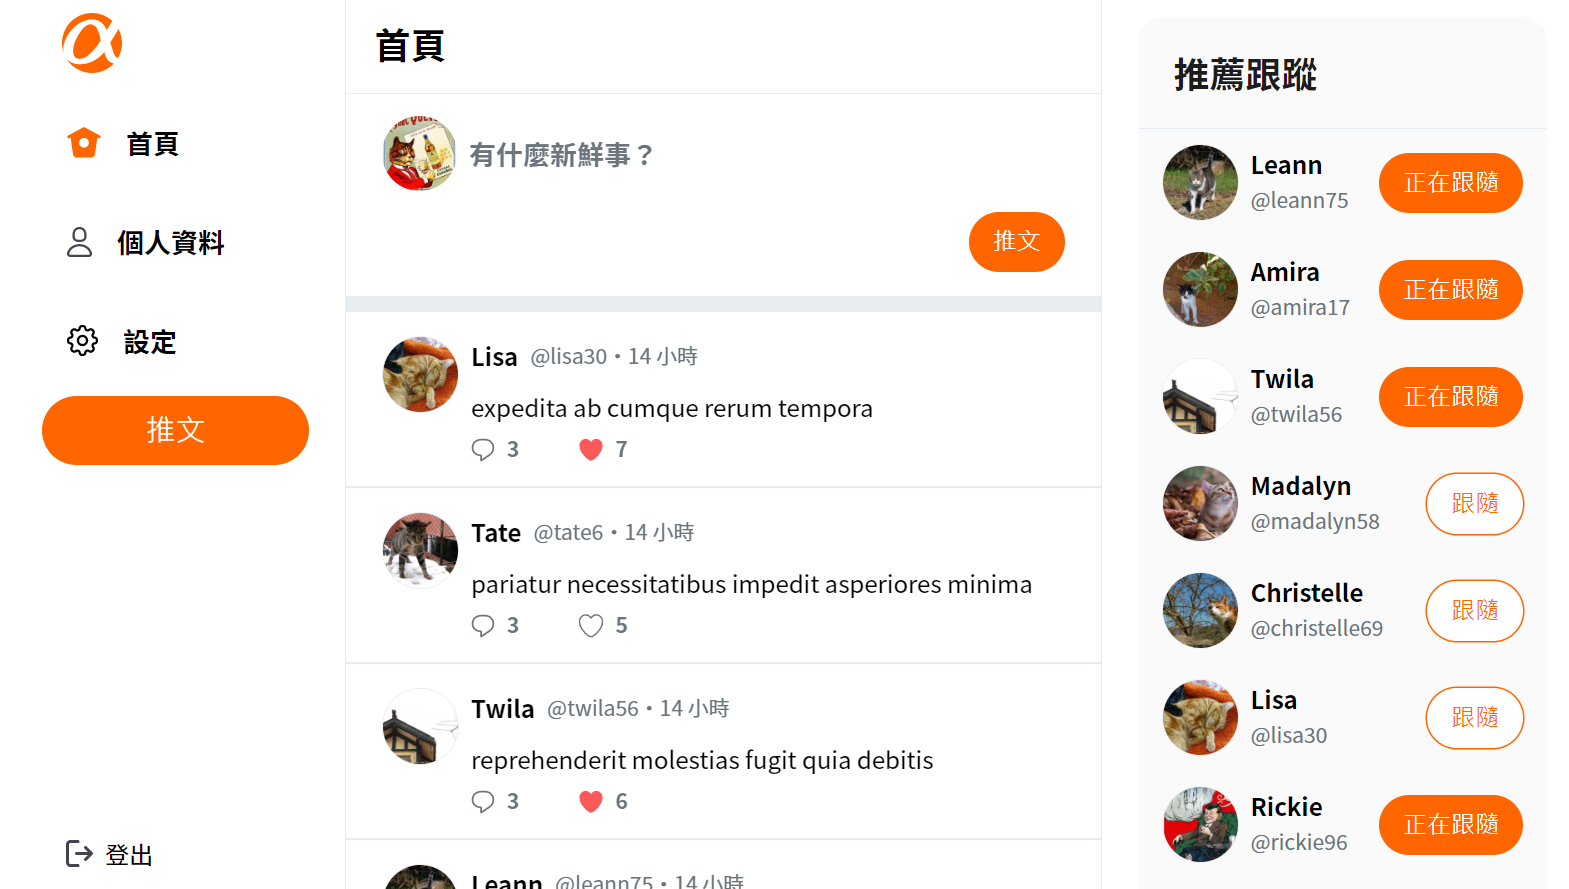 首頁
個人資料
設定
推文
登出
首頁
有什麼新鮮事？
推文
Lisa @lisa30・14 小時
expedita ab cumque rerum tempora
3 7
Tate @tate6・14 小時
pariatur necessitatibus impedit asperiores minima
3 5
Twila @twila56・14 小時
reprehenderit molestias fugit quia debitis
3 6
Leann @leann75・14 小時
推薦跟蹤
Leann
@leann75
正在跟隨
Amira
@amira17
正在跟隨
Twila
@twila56
正在跟隨
Madalyn
@madalyn58
跟隨
Christelle
@christelle69
跟隨
Lisa
@lisa30
跟隨
Rickie
@rickie96
正在跟隨